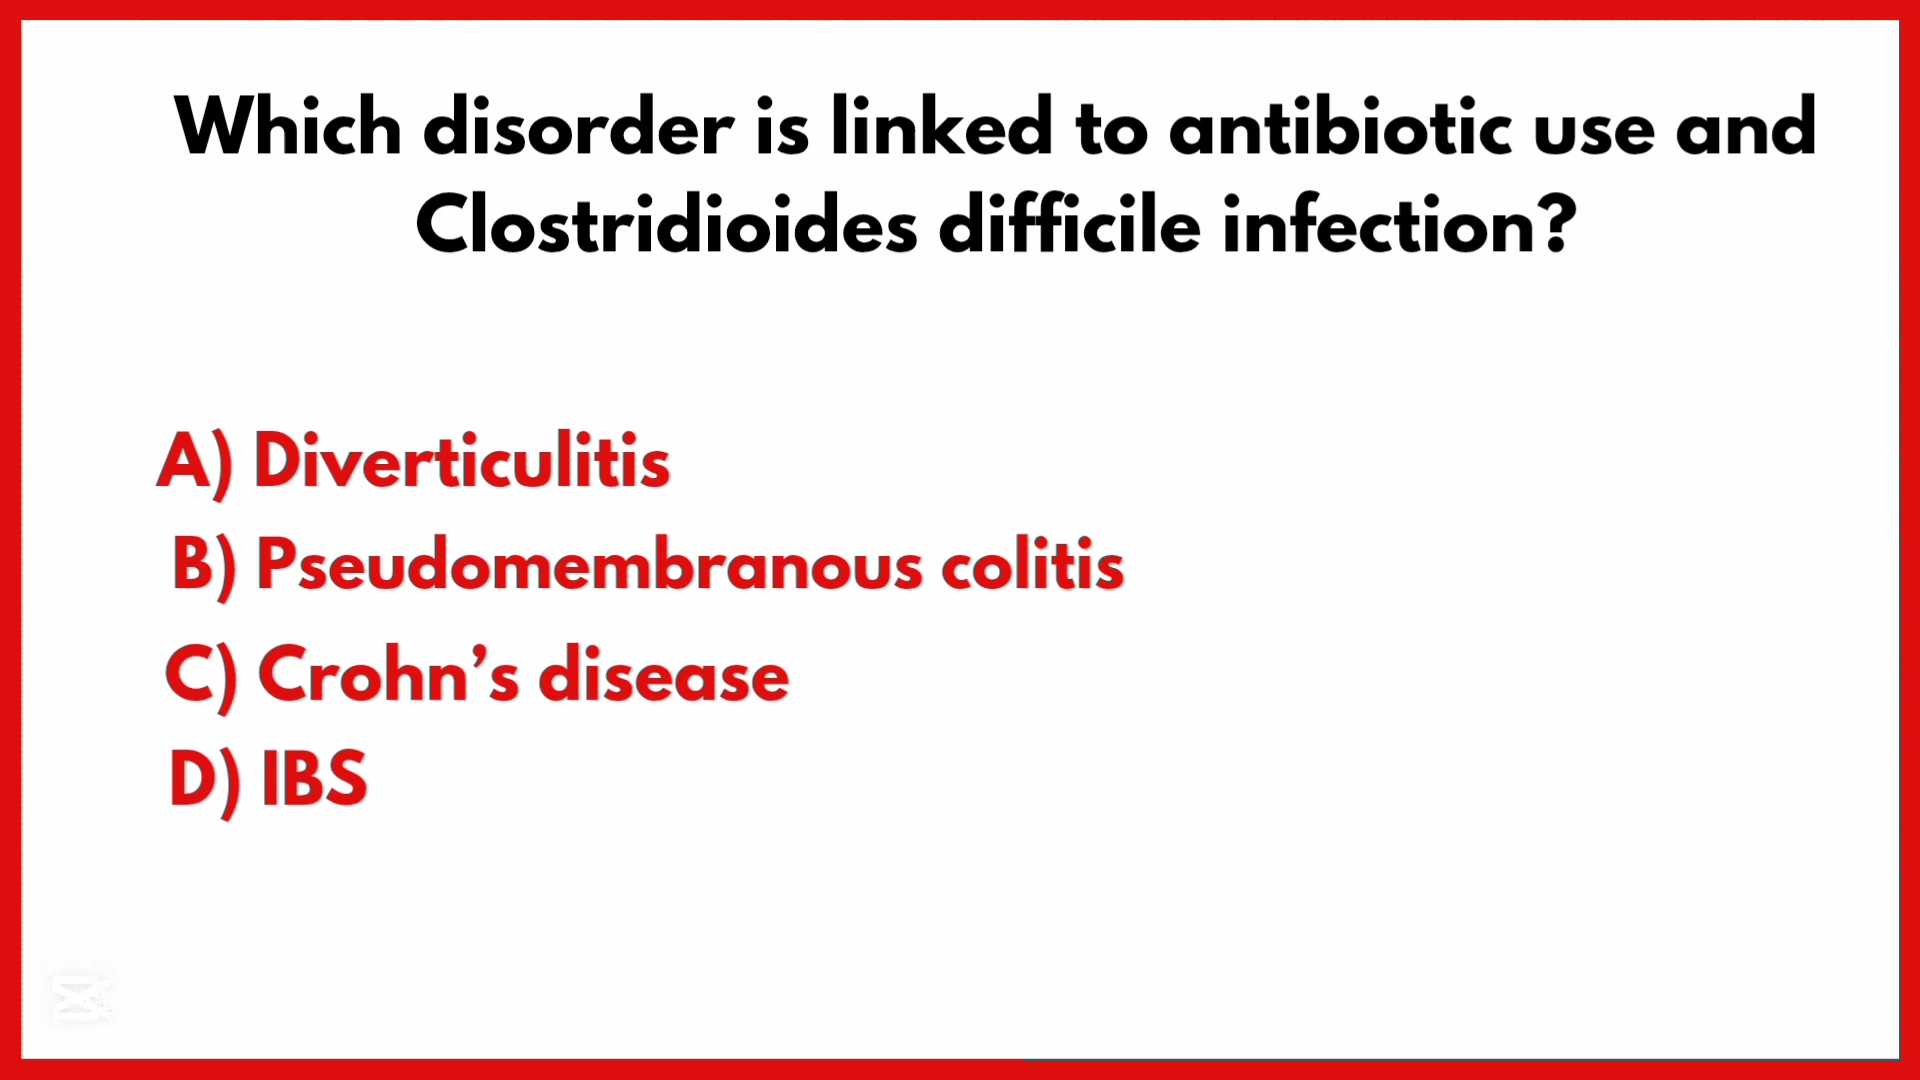 Which disorder is linked to antibiotic use and
Clostridioides difficile infection?
A) Diverticulitis
B) Pseudomembranous colitis
C) Crohn’s disease
D) IBS